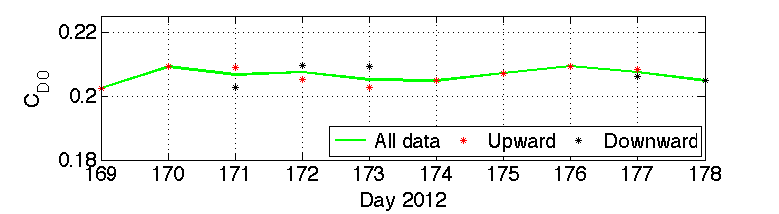 0.22
0.2
0.18
C_D0
All data
Upward
Downward
169 170 171 172 173 174 175 176 177 178
Day 2012